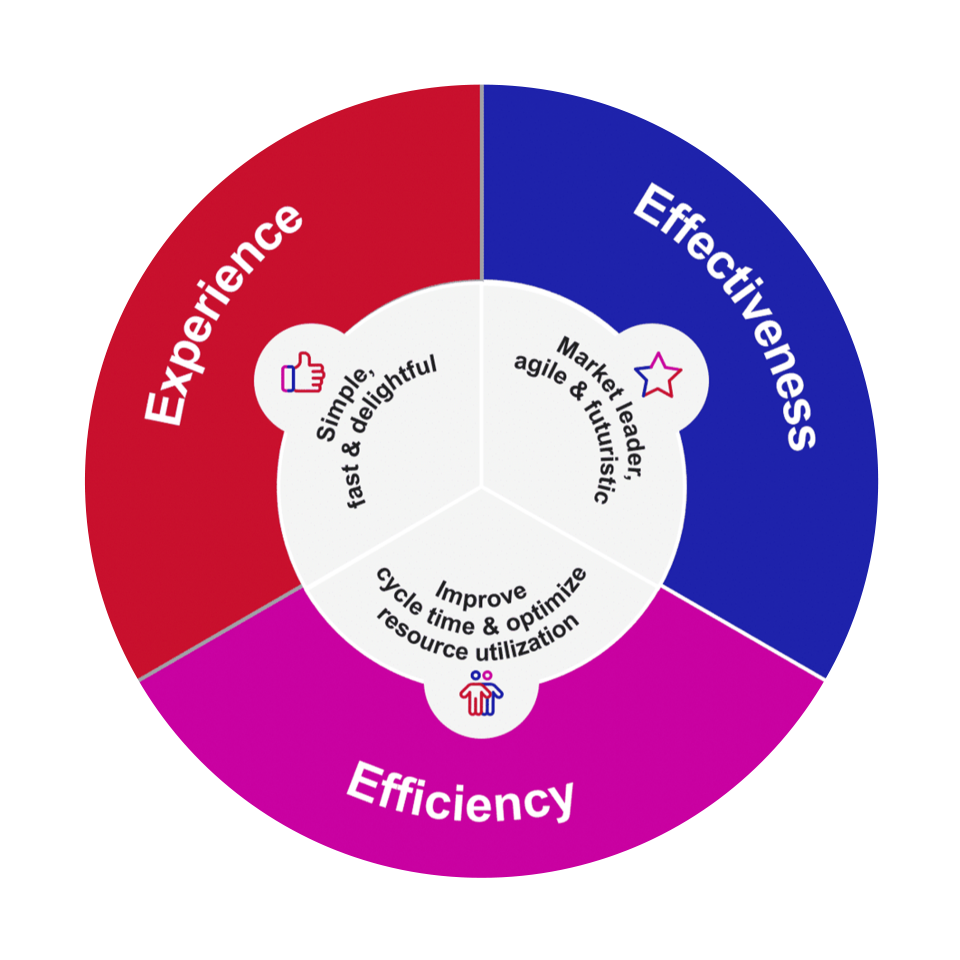 Experience
Simple,
fast & delightful
Effectiveness
Market leader,
agile & futuristic
Improve
cycle time & optimize
resource utilization
Efficiency